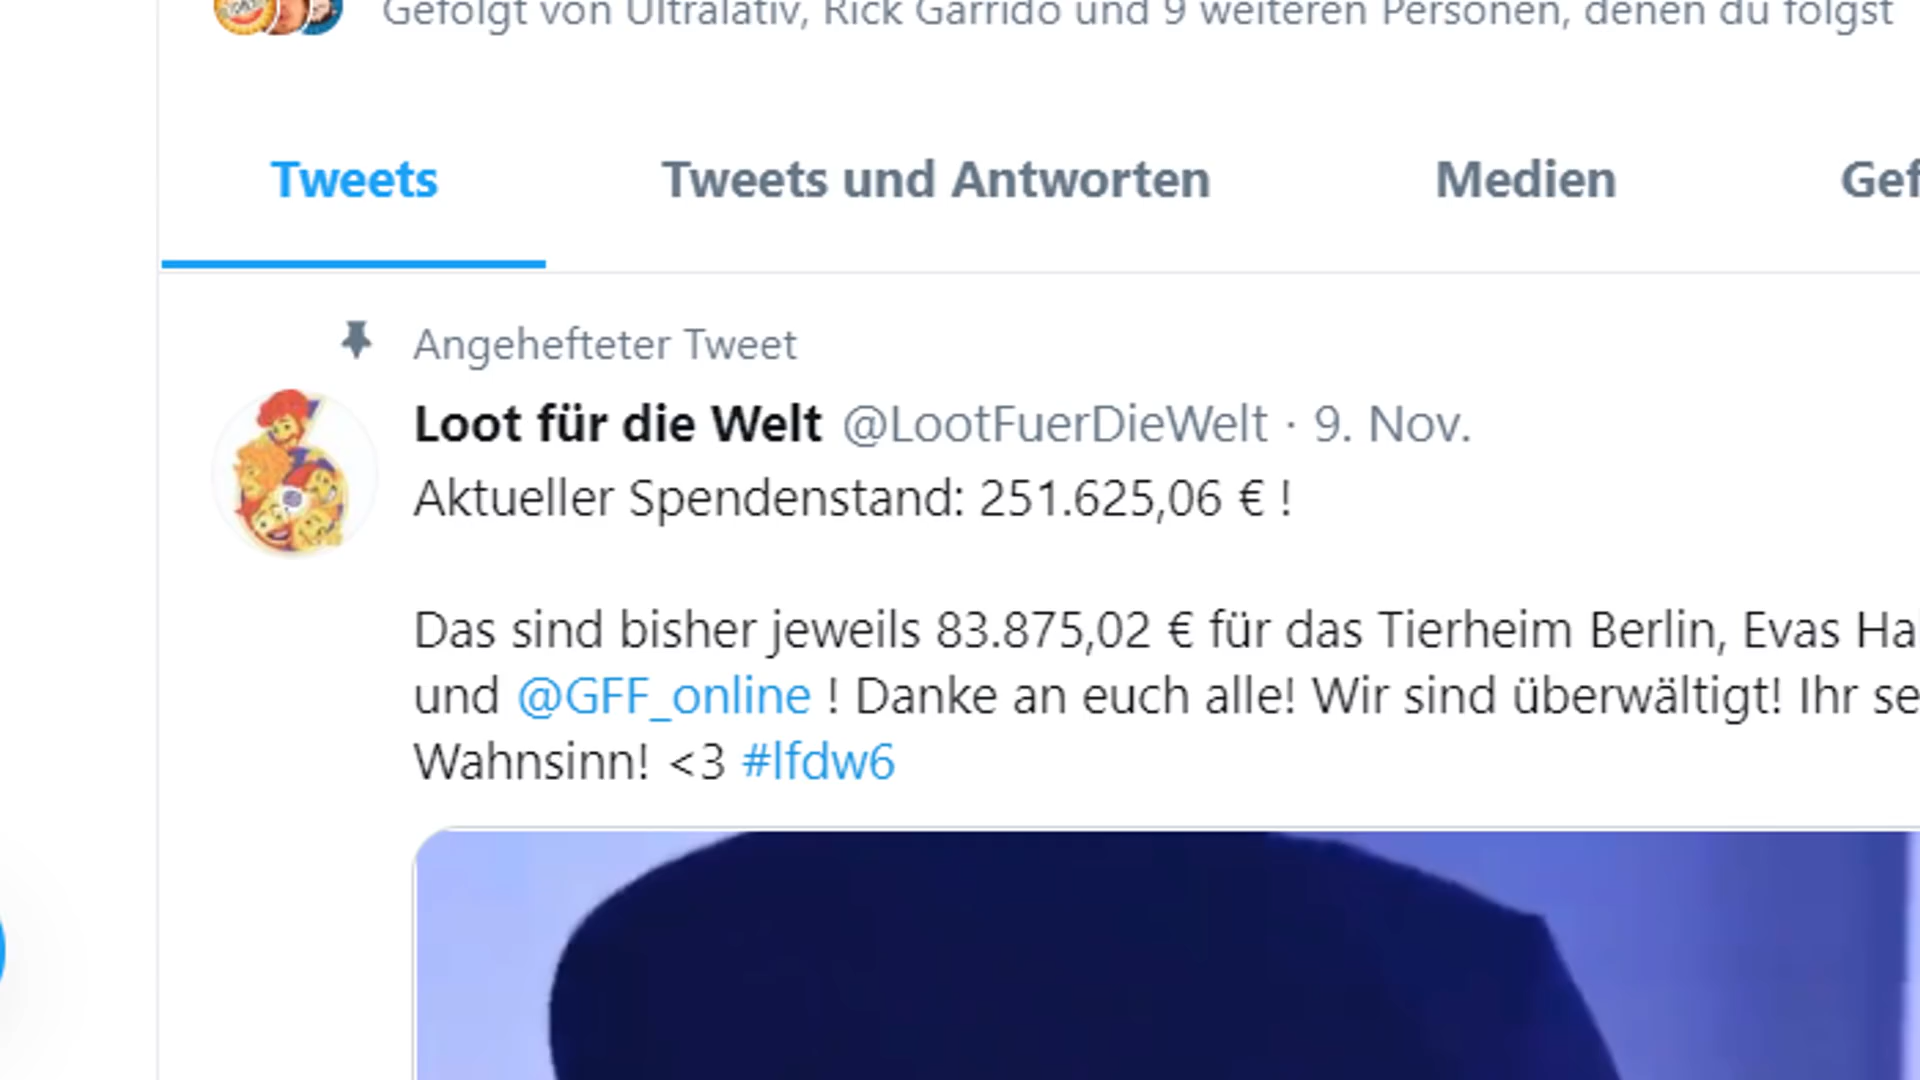 Gefolgt von Ultralativ, Rick Garrido und 9 weiteren Personen, denen du folgst
Tweets Tweets und Antworten Medien Gef
Angehefteter Tweet
Loot für die Welt @LootFuerDieWelt · 9. Nov.
Aktueller Spendenstand: 251.625,06 € !
Das sind bisher jeweils 83.875,02 € für das Tierheim Berlin, Evas Ha
und @GFF_online ! Danke an euch alle! Wir sind überwältigt! Ihr se
Wahnsinn! <3 #lfdw6